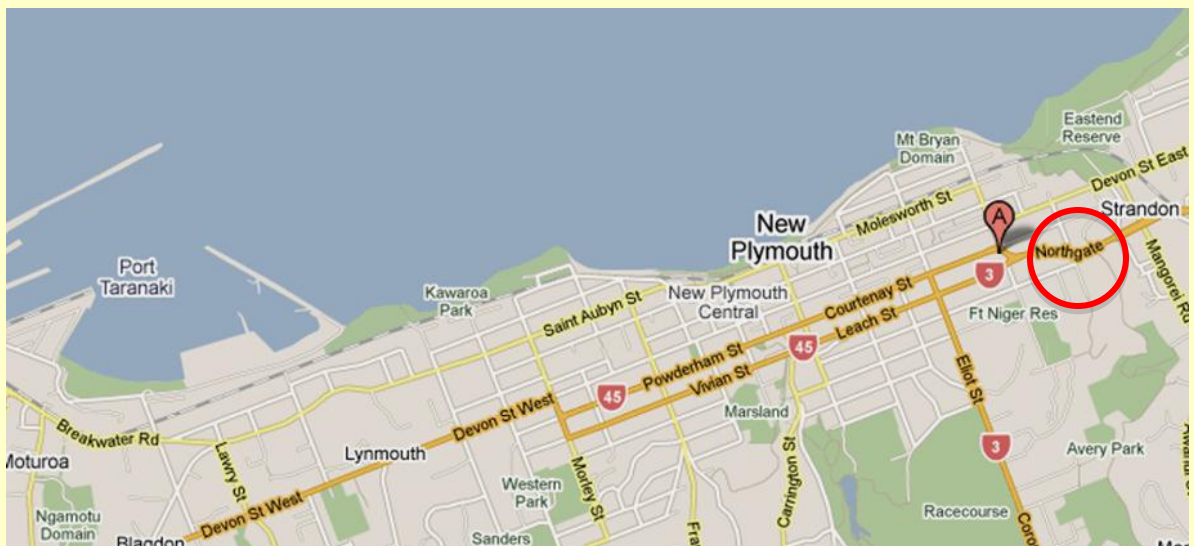 Mt Bryan
Domain
Eastend
Reserve
Devon St East
Molesworth St
Strandon
A
New
Plymouth
Northgate
Mangorei Rd
Port
Taranaki
3
Kawaroa
Park
New Plymouth
Central
Courtenay St
Saint Aubyn St
Leach St
Ft Niger Res
45
Powderham St
Vivian St
45
Eliot St
Devon St West
Marsland
Breakwater Rd
Lynmouth
3
Avery Park
Moturoa
Lawry St
Morley St
Carrington St
Western
Park
Racecourse
Devon St West
Ngamotu
Domain
Sanders
Blagdon